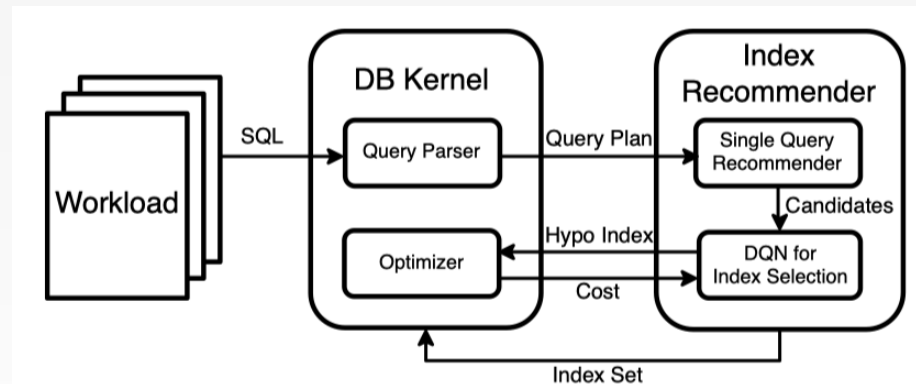 Workload
SQL
DB Kernel
Query Parser
Optimizer
Query Plan
Hypo Index
Cost
Index
Recommender
Single Query
Recommender
Candidates
DQN for
Index Selection
Index Set